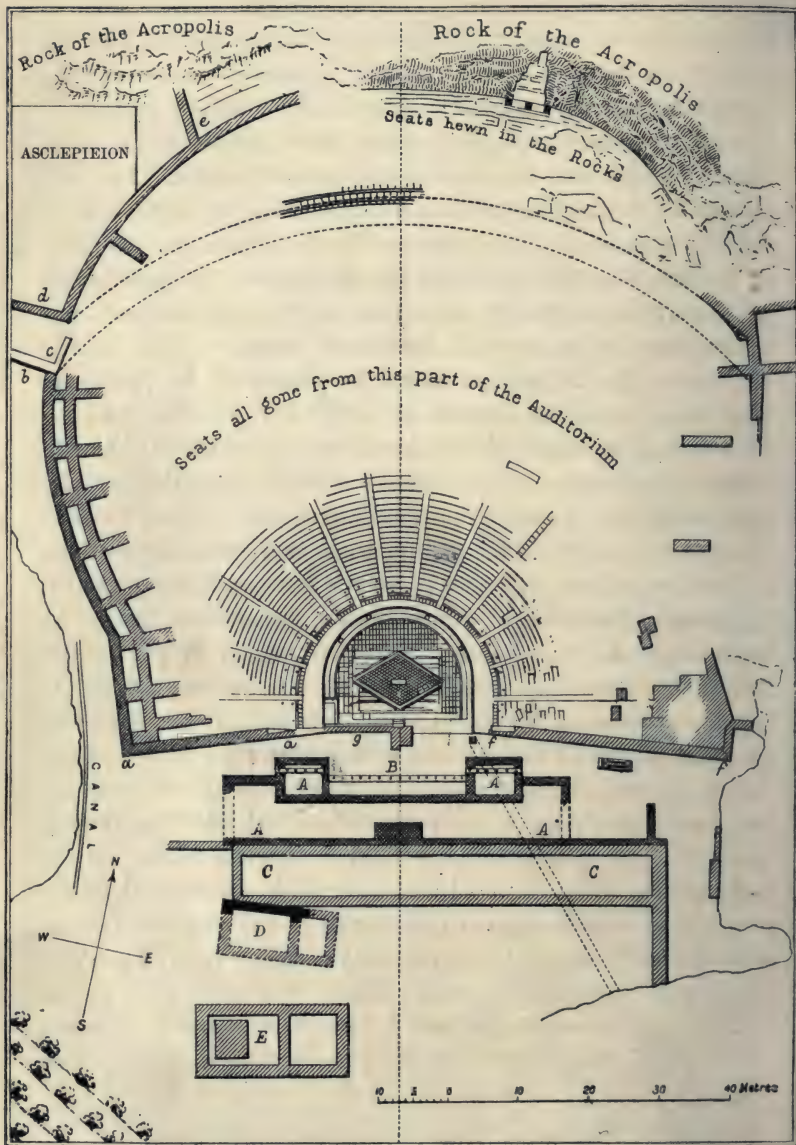 Rock of the Acropolis
Rock of the Acropolis
Seats hewn in the Rocks
ASCLEPIEION
e
d
c
b
Seats all gone from this part of the Auditorium
a
g
f
a
f
B
A
A
A
A
C
C
CANAL
N
W
E
S
D
E
10
0
10
20
30
40 Metres